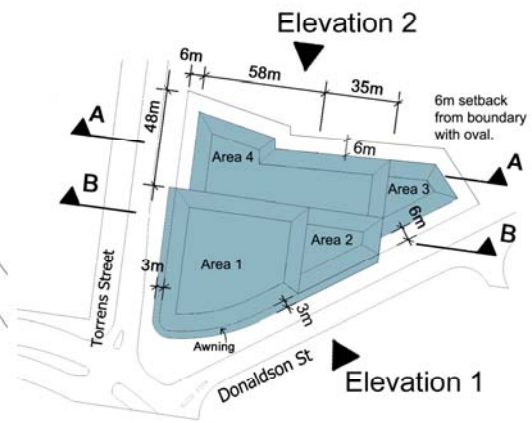 Elevation 2
6m
58m
35m
6m setback
from boundary
with oval.
A
48m
6m
A
Area 4
Area 3
B
6m
B
Area 2
Area 1
3m
3m
Torrens Street
Awning
Donaldson St
Elevation 1